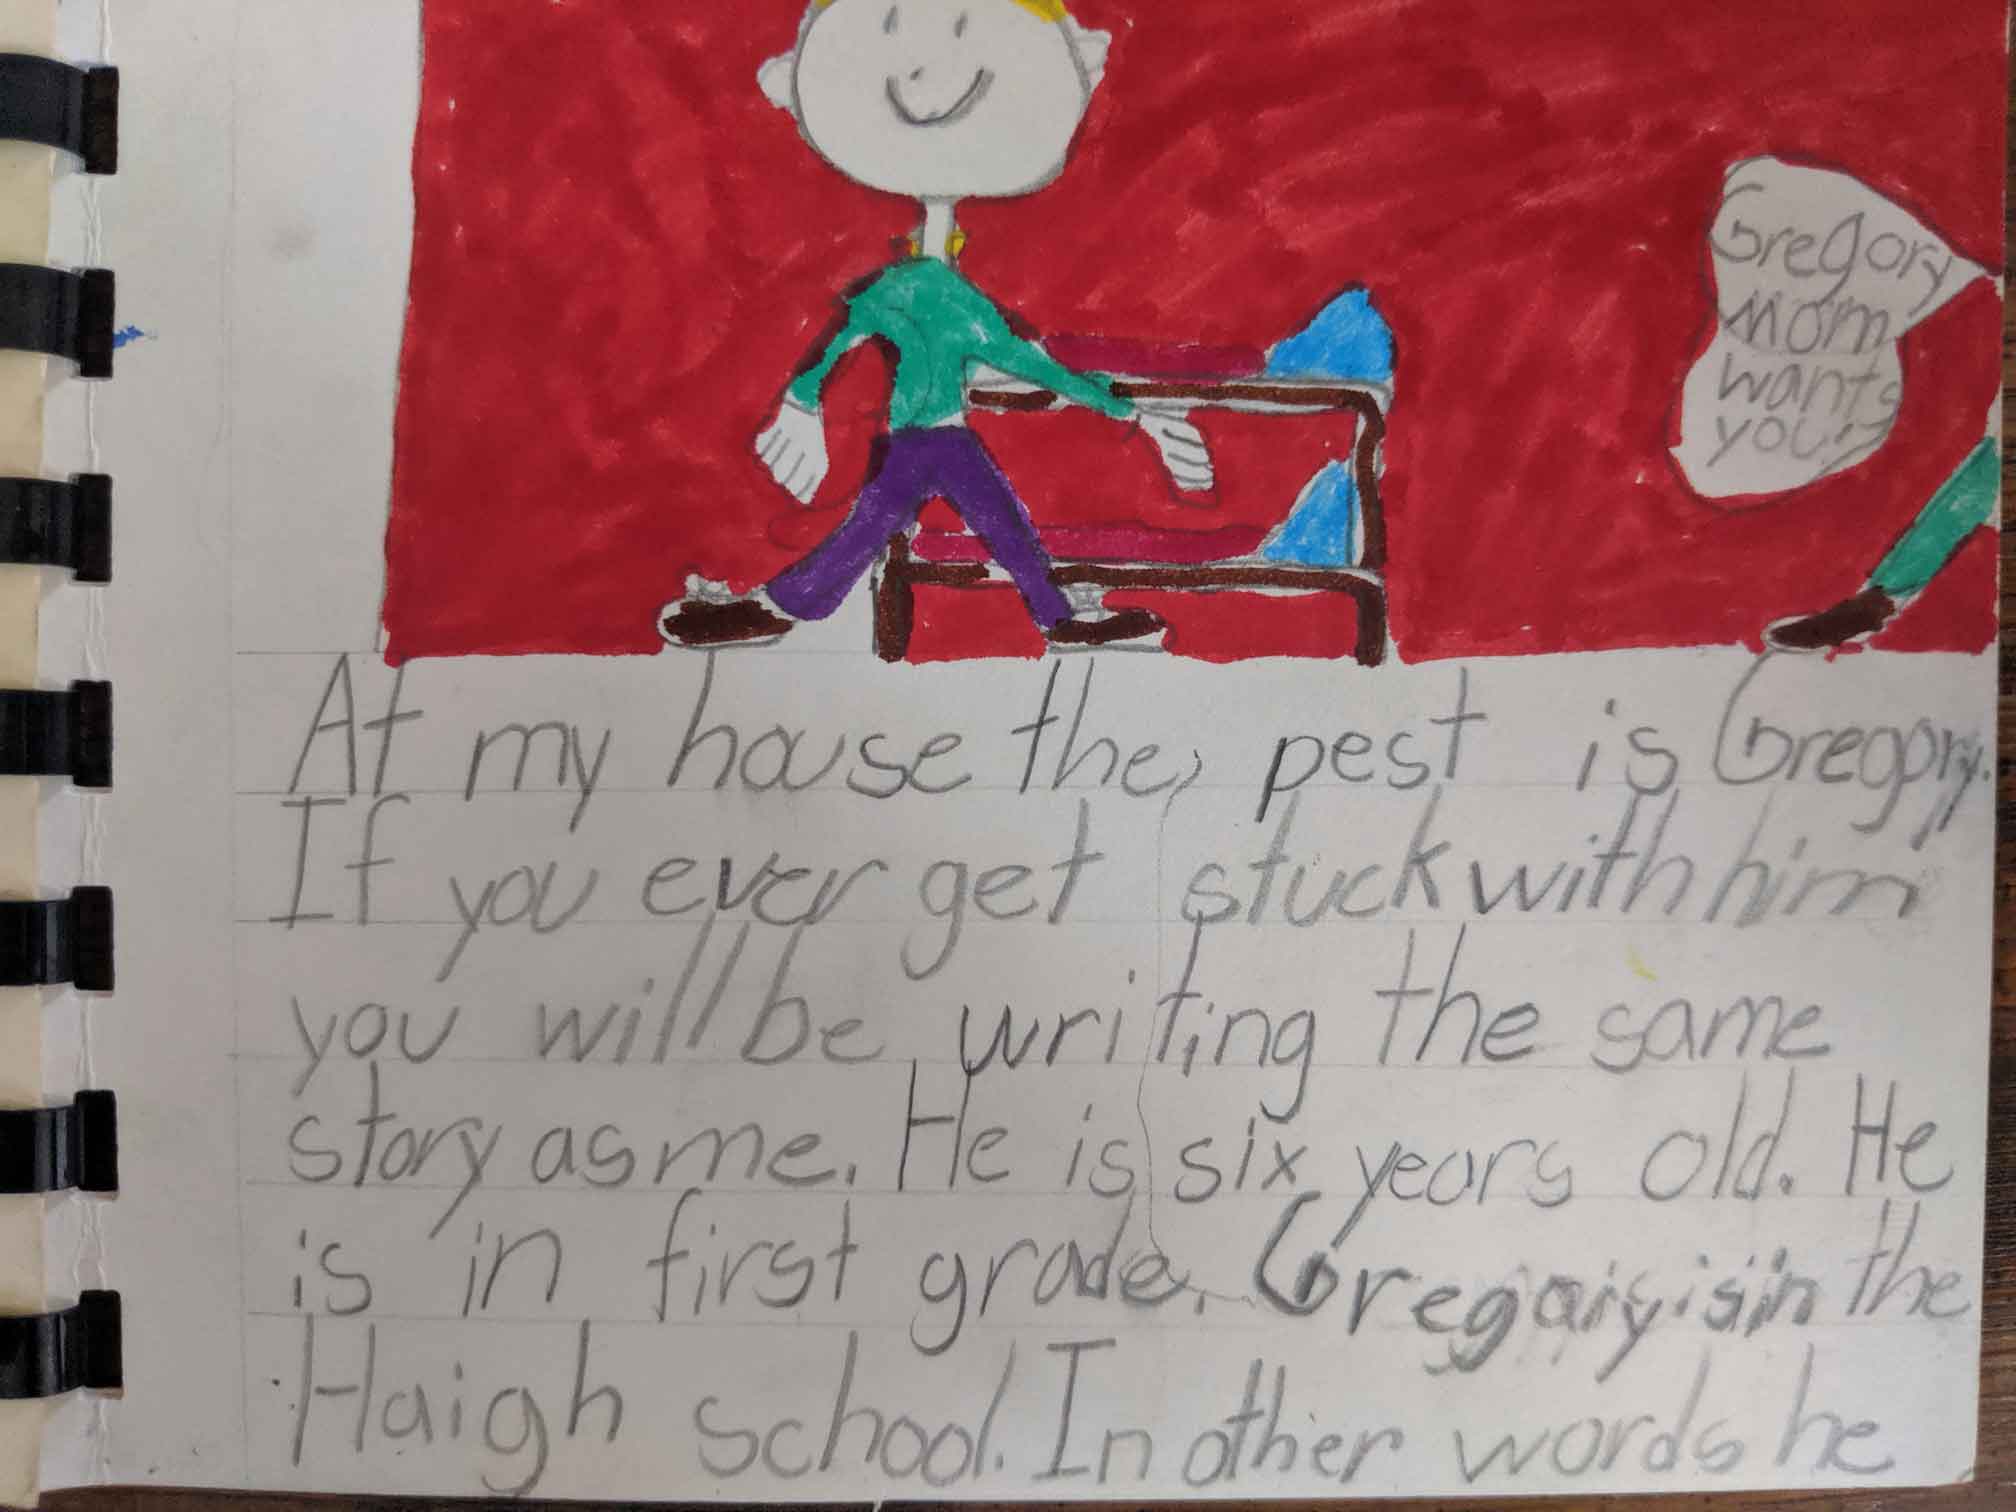 Gregory
Mom
wants
you!
At my house the pest is Gregory.
If you ever get stuck with him
you will be writing the same
story as me. He is six years old. He
is in first grade. Gregory is in the
Haigh school. In other words he